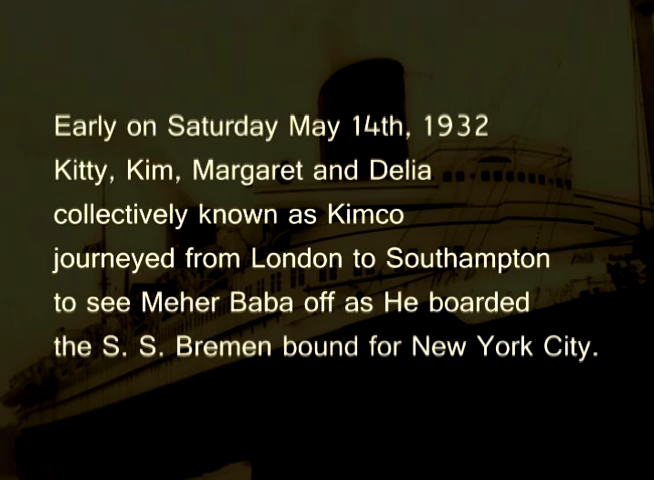 Early on Saturday May 14th, 1932
Kitty, Kim, Margaret and Delia
collectively known as Kimco
journeyed from London to Southampton
to see Meher Baba off as He boarded
the S. S. Bremen bound for New York City.